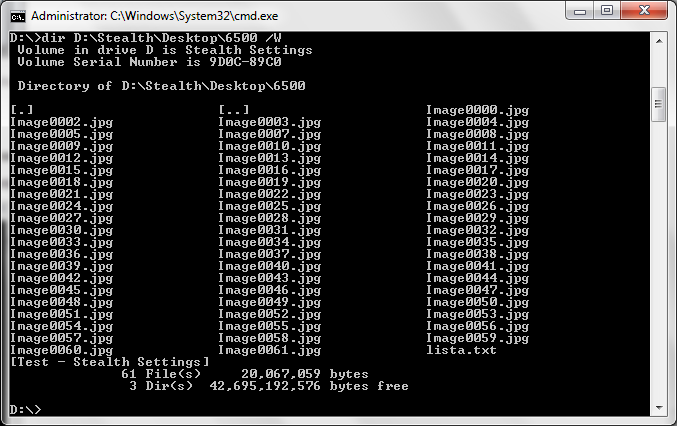 Administrator: C:\Windows\System32\cmd.exe
D:\>dir D:\Stealth\Desktop\6500 /W
Volume in drive D is Stealth Settings
Volume Serial Number is 9D0C-89C0
Directory of D:\Stealth\Desktop\6500
[.] [..] Image0000.jpg
Image0002.jpg Image0003.jpg Image0004.jpg
Image0005.jpg Image0007.jpg Image0008.jpg
Image0009.jpg Image0010.jpg Image0011.jpg
Image0012.jpg Image0013.jpg Image0014.jpg
Image0015.jpg Image0016.jpg Image0017.jpg
Image0018.jpg Image0019.jpg Image0020.jpg
Image0021.jpg Image0022.jpg Image0023.jpg
Image0024.jpg Image0025.jpg Image0026.jpg
Image0027.jpg Image0028.jpg Image0029.jpg
Image0030.jpg Image0031.jpg Image0032.jpg
Image0033.jpg Image0034.jpg Image0035.jpg
Image0036.jpg Image0037.jpg Image0038.jpg
Image0039.jpg Image0040.jpg Image0041.jpg
Image0042.jpg Image0043.jpg Image0044.jpg
Image0045.jpg Image0046.jpg Image0047.jpg
Image0048.jpg Image0049.jpg Image0050.jpg
Image0051.jpg Image0052.jpg Image0053.jpg
Image0054.jpg Image0055.jpg Image0056.jpg
Image0057.jpg Image0058.jpg Image0059.jpg
Image0060.jpg Image0061.jpg lista.txt
[Test - Stealth Settings]
61 File(s) 20,067,059 bytes
3 Dir(s) 42,695,192,576 bytes free
D:\>